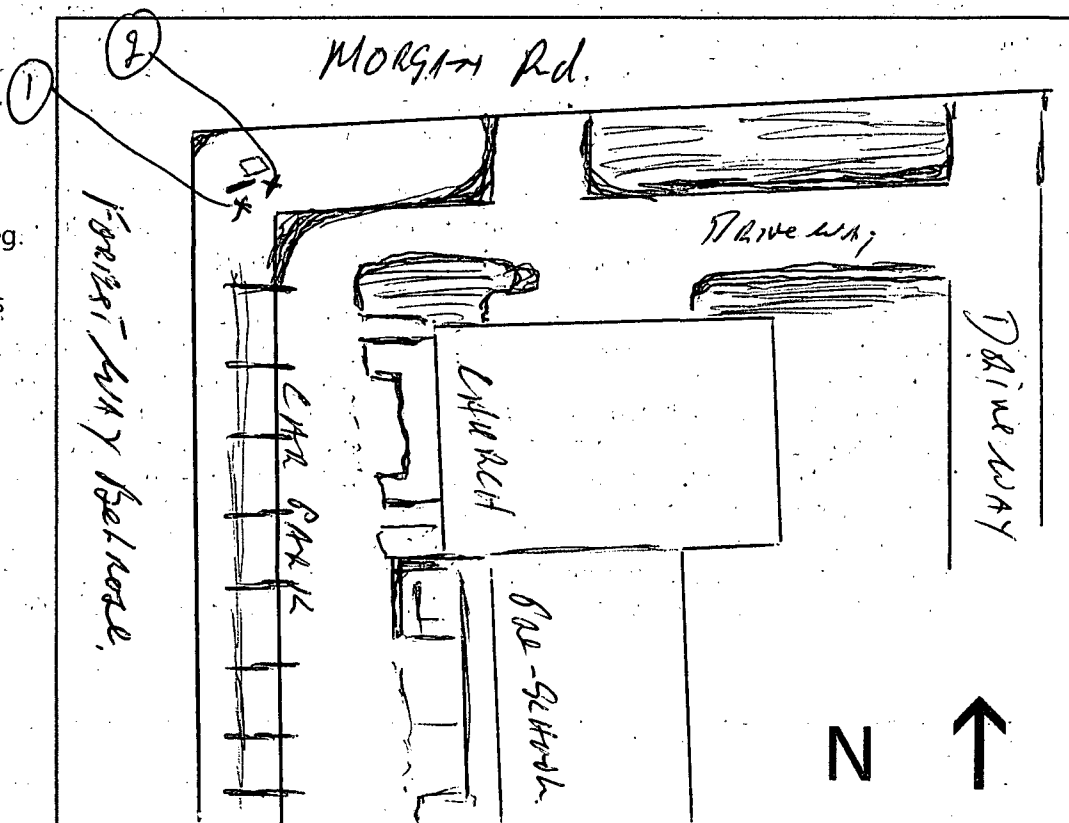 2
MORGAN Rd.
1
g.
s.
Forest WAY Belrose.
Driveway
DRiveWAY
CAR PARK
CHURCH
Pre-School.
N